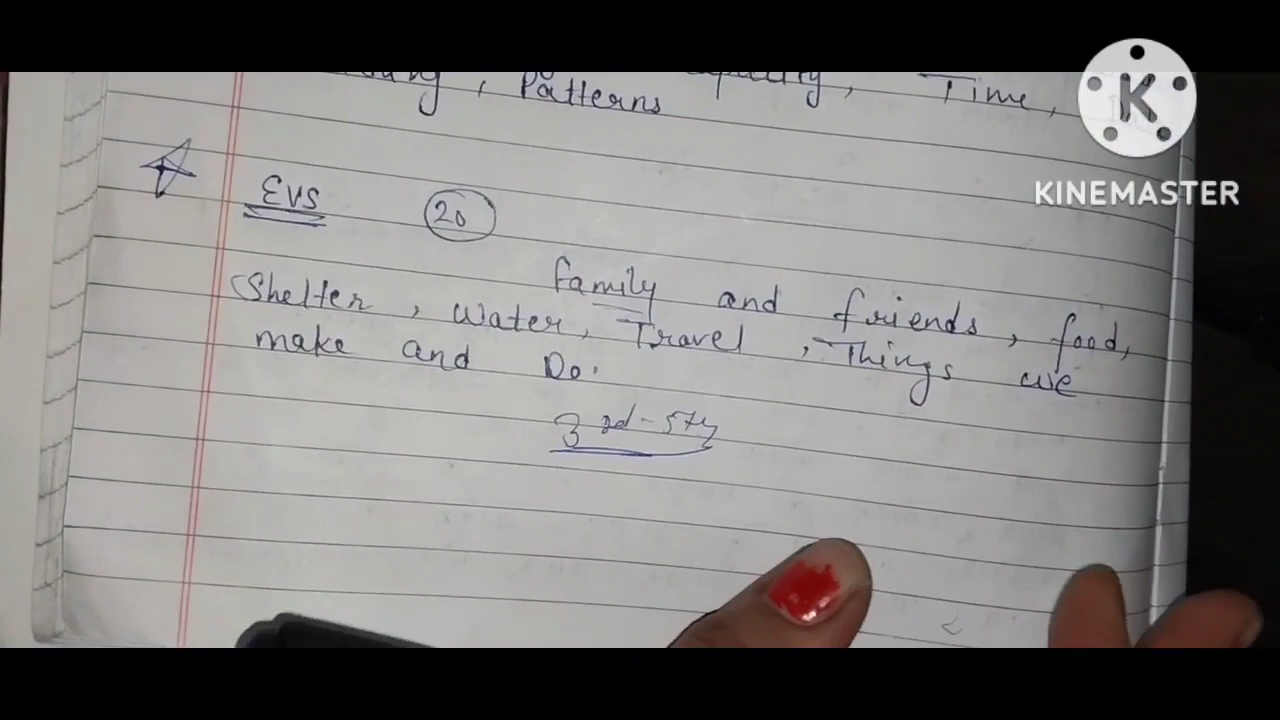 Patterns Time,
EVS 20
Family and friends, food,
Shelter, Water, Travel, Things we
make and Do.
3rd-5th
K
KINEMASTER